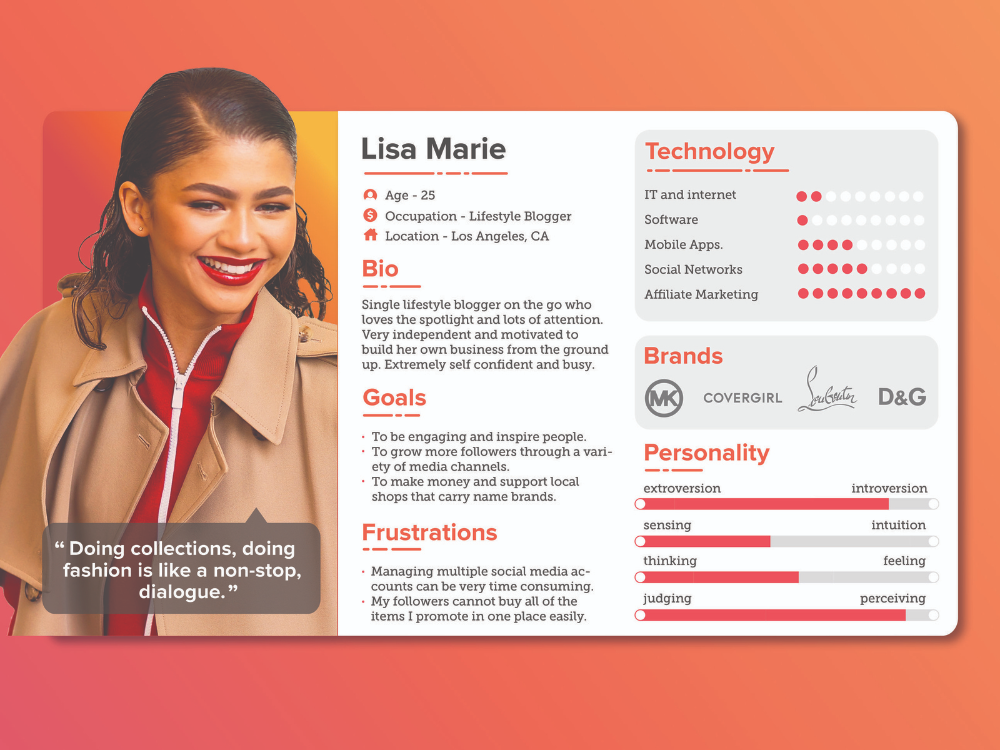 Lisa Marie
Age - 25
Occupation - Lifestyle Blogger
Location - Los Angeles, CA
Bio
Single lifestyle blogger on the go who
loves the spotlight and lots of attention.
Very independent and motivated to
build her own business from the ground
up. Extremely self confident and busy.
Goals
· To be engaging and inspire people.
· To grow more followers through a vari-
ety of media channels.
· To make money and support local
shops that carry name brands.
Frustrations
· Managing multiple social media ac-
counts can be very time consuming.
· My followers cannot buy all of the
items I promote in one place easily.
“ Doing collections, doing
fashion is like a non-stop,
dialogue. ”
Technology
IT and internet
Software
Mobile Apps.
Social Networks
Affiliate Marketing
Brands
MK COVERGIRL Louboutin D&G
Personality
extroversion introversion
sensing intuition
thinking feeling
judging perceiving